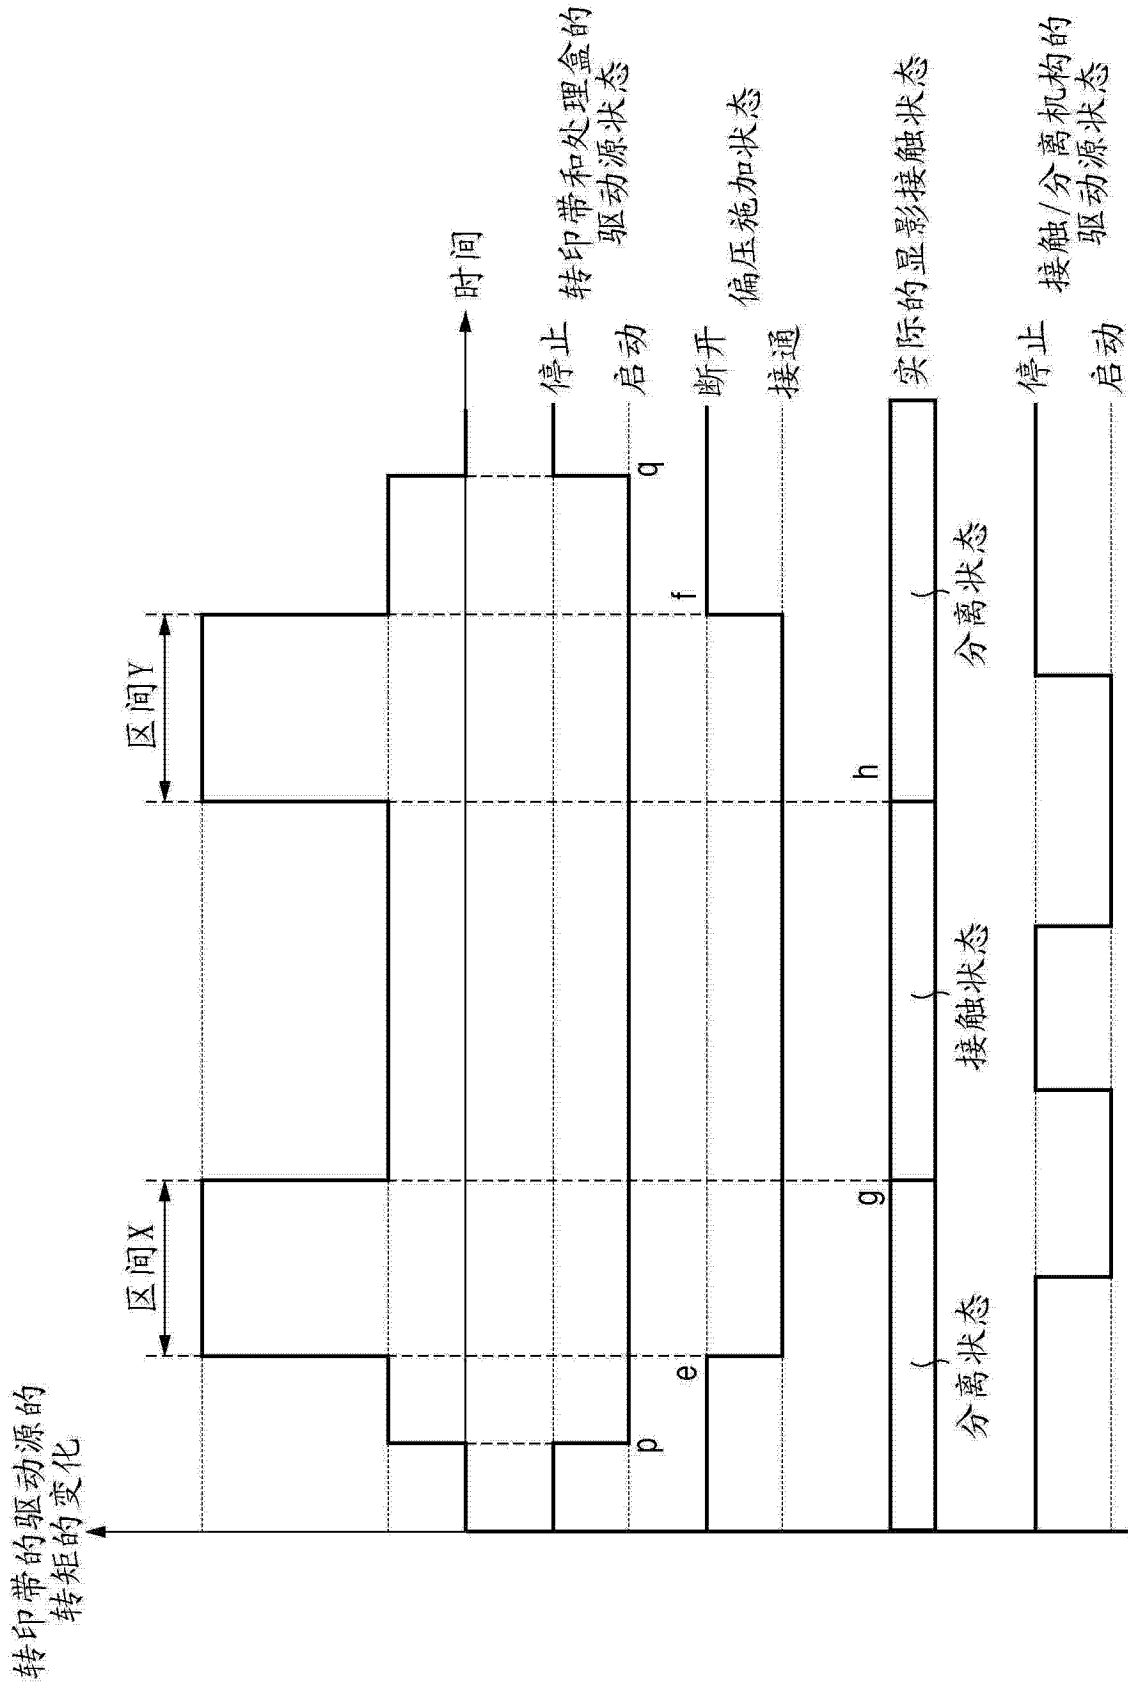 转印带的驱动源的
转矩的变化
区间X
区间Y
时间
p
q
停止
启动
转印带和处理盒的
驱动源状态
e
f
断开
接通
偏压施加状态
g
h
分离状态
接触状态
分离状态
实际的显影接触状态
停止
启动
接触/分离机构的
驱动源状态